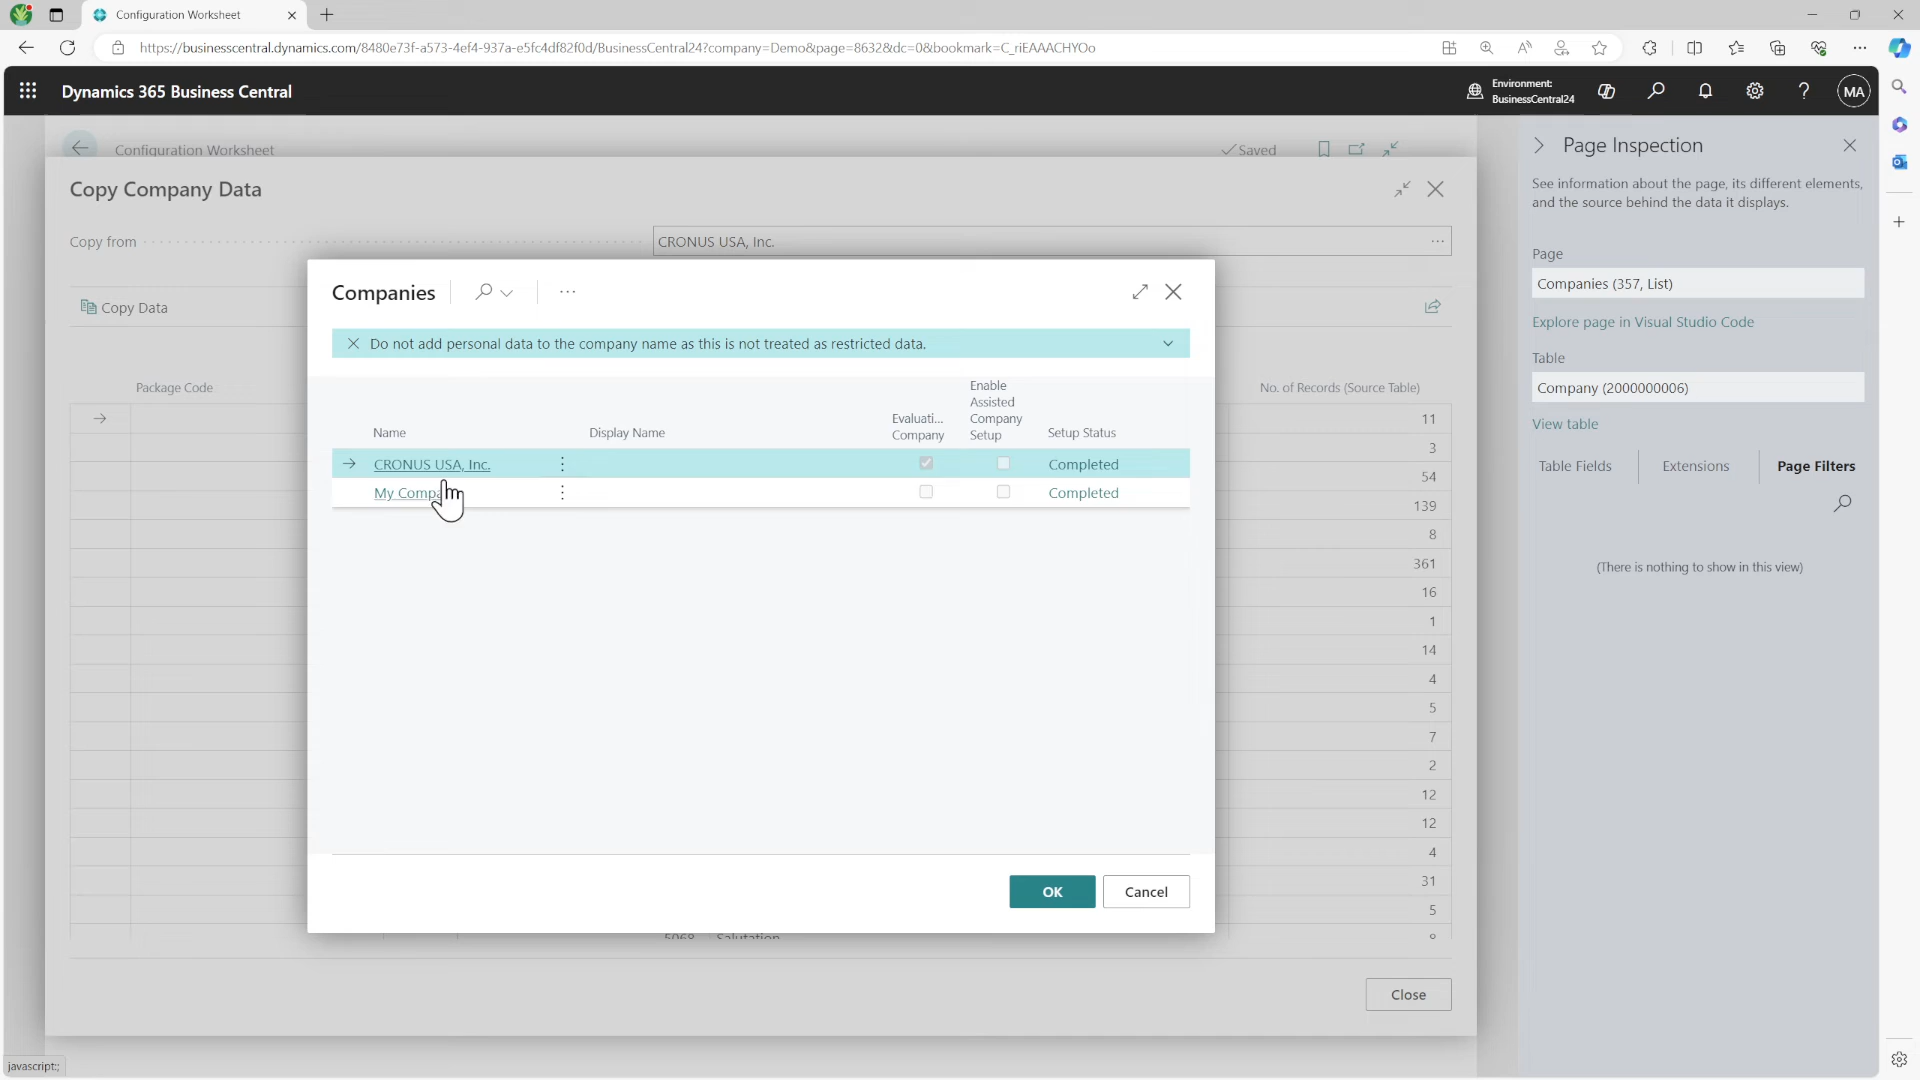 Configuration Worksheet
https://businesscentral.dynamics.com/8480e73f-a573-4ef4-937a-e5fc4df82f0d/BusinessCentral24?company=Demo&page=8632&dc=0&bookmark=C_riEAAACHYOo
Dynamics 365 Business Central
Environment:
BusinessCentral24
MA
Configuration Worksheet
Saved
Copy Company Data
Copy from
CRONUS USA, Inc.
Copy Data
Package Code
No. of Records (Source Table)
11
3
54
139
8
361
16
1
14
4
5
7
2
12
12
4
31
5
Companies
Do not add personal data to the company name as this is not treated as restricted data.
Name
Display Name
Evaluati...
Company
Enable
Assisted
Company
Setup
Setup Status
CRONUS USA, Inc.
Completed
My Comp
Completed
OK
Cancel
5068 Salutation
Close
Page Inspection
See information about the page, its different elements,
and the source behind the data it displays.
Page
Companies (357, List)
Explore page in Visual Studio Code
Table
Company (2000000006)
View table
Table Fields
Extensions
Page Filters
(There is nothing to show in this view)
javascript:;